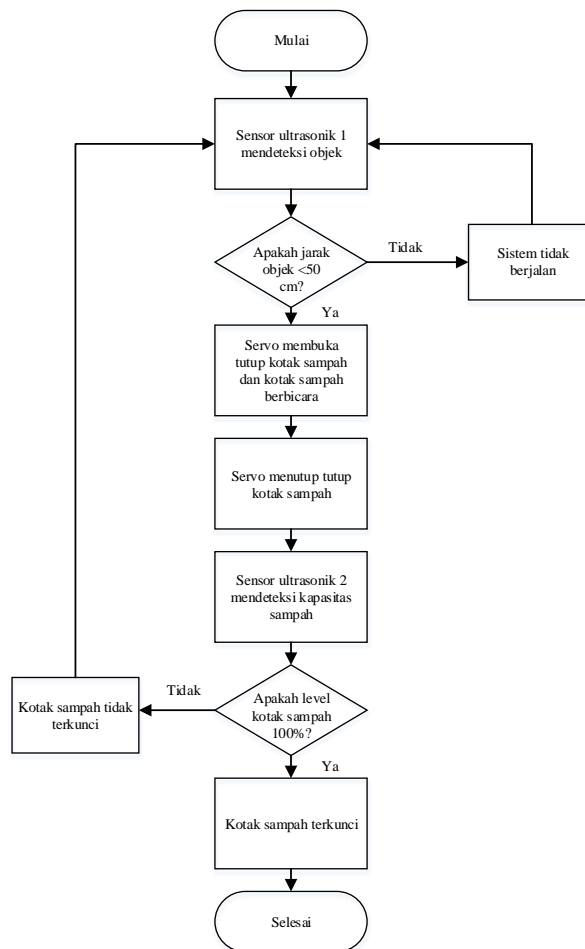 Mulai
Sensor ultrasonik 1
mendeteksi objek
Apakah jarak
objek <50
cm?
Tidak
Sistem tidak
berjalan
Ya
Servo membuka
tutup kotak sampah
dan kotak sampah
berbicara
Servo menutup tutup
kotak sampah
Sensor ultrasonik 2
mendeteksi kapasitas
sampah
Apakah level
kotak sampah
100%?
Tidak
Kotak sampah tidak
terkunci
Ya
Kotak sampah terkunci
Selesai